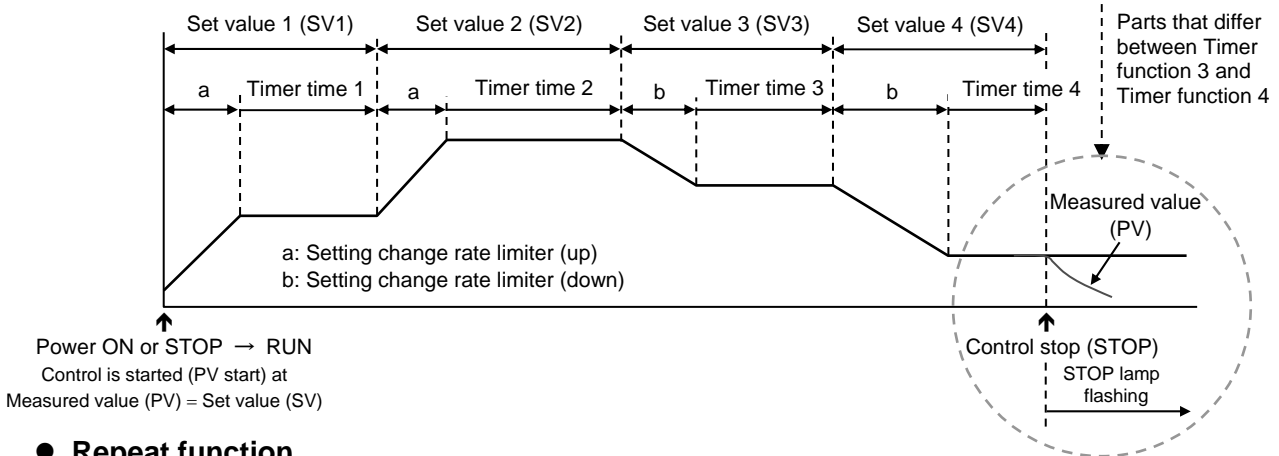 Set value 1 (SV1)
Set value 2 (SV2)
Set value 3 (SV3)
Set value 4 (SV4)
Parts that differ
between Timer
function 3 and
Timer function 4
a
Timer time 1
a
Timer time 2
b
Timer time 3
b
Timer time 4
Measured value
(PV)
a: Setting change rate limiter (up)
b: Setting change rate limiter (down)
Power ON or STOP → RUN
Control is started (PV start) at
Measured value (PV) = Set value (SV)
Control stop (STOP)
STOP lamp
flashing
● Repeat function